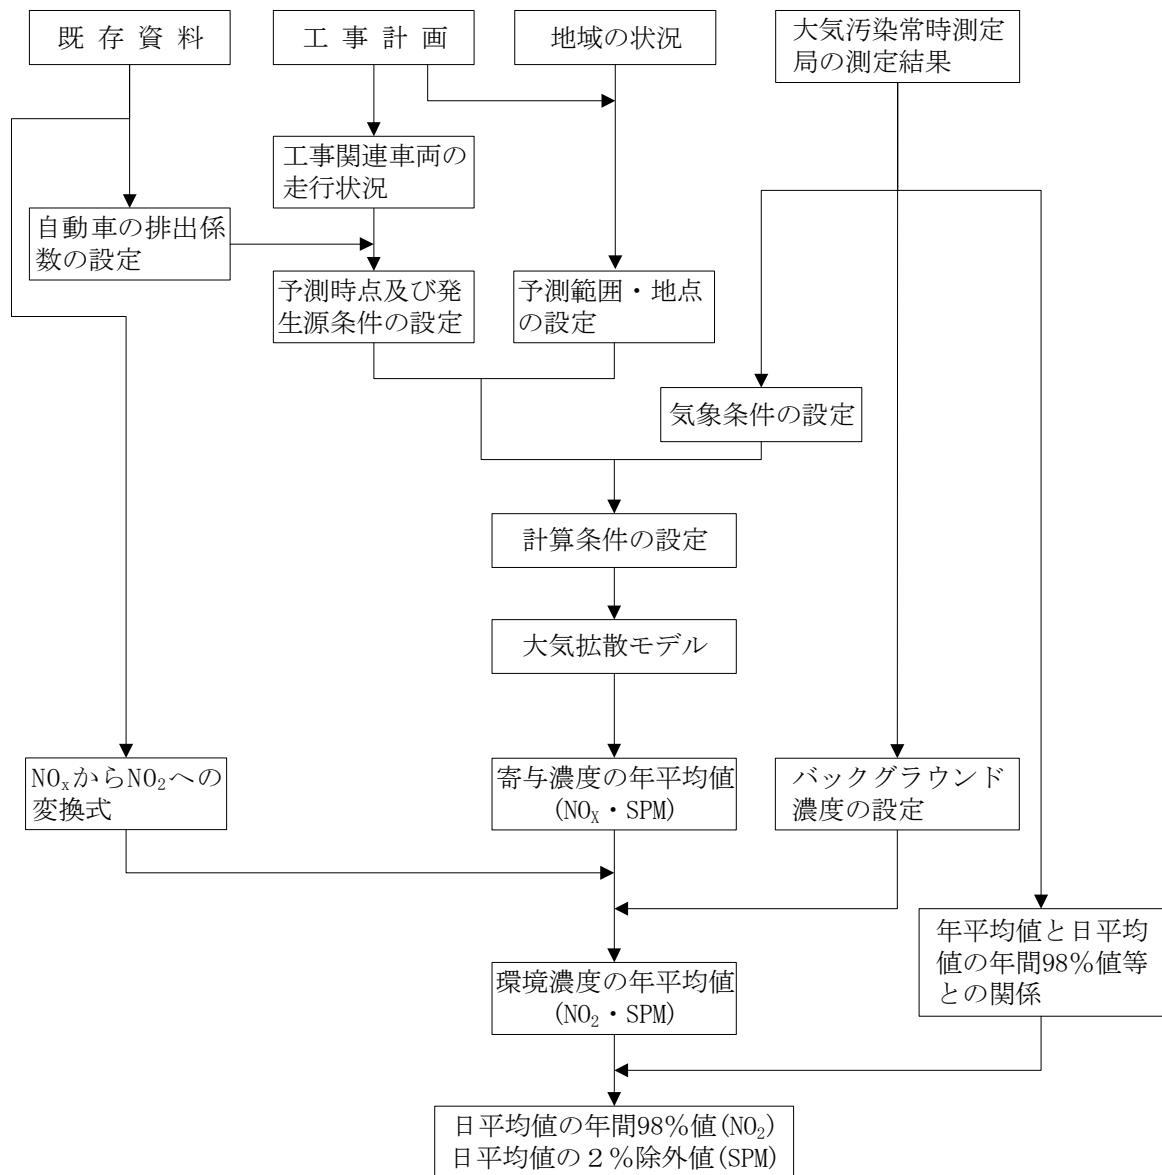 既 存 資 料
工 事 計 画
地域の状況
大気汚染常時測定
局の測定結果
工事関連車両の
走行状況
自動車の排出係
数の設定
予測時点及び発
生源条件の設定
予測範囲・地点
の設定
気象条件の設定
計算条件の設定
大気拡散モデル
NOxからNO₂への
変換式
寄与濃度の年平均値
(NOX・SPM)
バックグラウンド
濃度の設定
年平均値と日平均
値の年間98%値等
との関係
環境濃度の年平均値
(NO₂・SPM)
日平均値の年間98%値(NO₂)
日平均値の２%除外値(SPM)